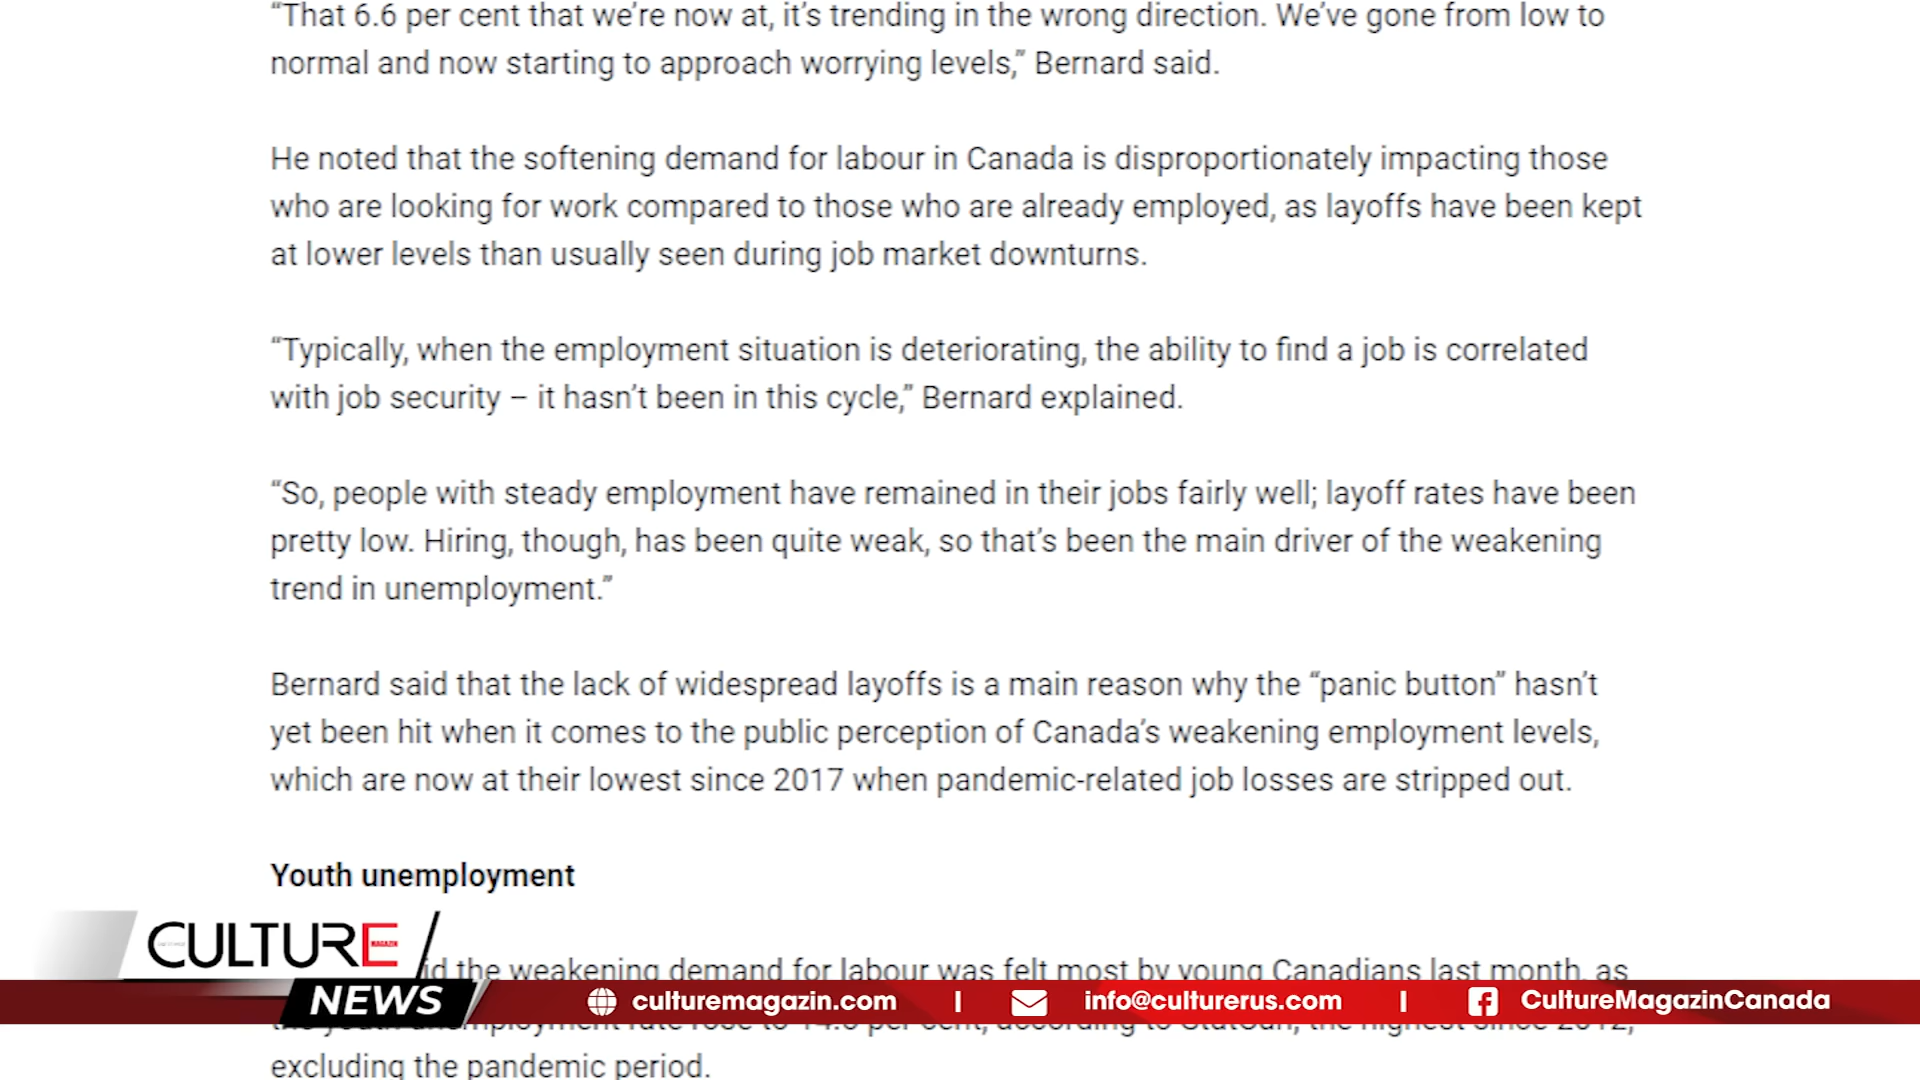 “That 6.6 per cent that we’re now at, it’s trending in the wrong direction. We’ve gone from low to
normal and now starting to approach worrying levels,” Bernard said.
He noted that the softening demand for labour in Canada is disproportionately impacting those
who are looking for work compared to those who are already employed, as layoffs have been kept
at lower levels than usually seen during job market downturns.
“Typically, when the employment situation is deteriorating, the ability to find a job is correlated
with job security – it hasn’t been in this cycle,” Bernard explained.
“So, people with steady employment have remained in their jobs fairly well; layoff rates have been
pretty low. Hiring, though, has been quite weak, so that’s been the main driver of the weakening
trend in unemployment.”
Bernard said that the lack of widespread layoffs is a main reason why the “panic button” hasn’t
yet been hit when it comes to the public perception of Canada’s weakening employment levels,
which are now at their lowest since 2017 when pandemic-related job losses are stripped out.
Youth unemployment
CULTURE
the weakening demand for labour was felt most by young Canadians last month, as
NEWS
culturemagazin.com | info@culturerus.com | CultureMagazinCanada
excluding the pandemic period.